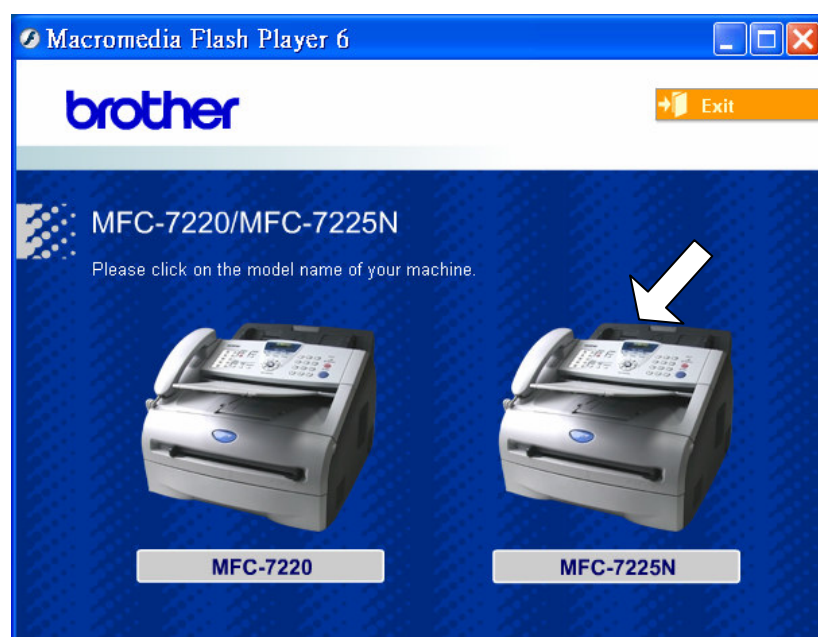 Macromedia Flash Player 6
brother
Exit
MFC-7220/MFC-7225N
Please click on the model name of your machine.
MFC-7220
MFC-7225N